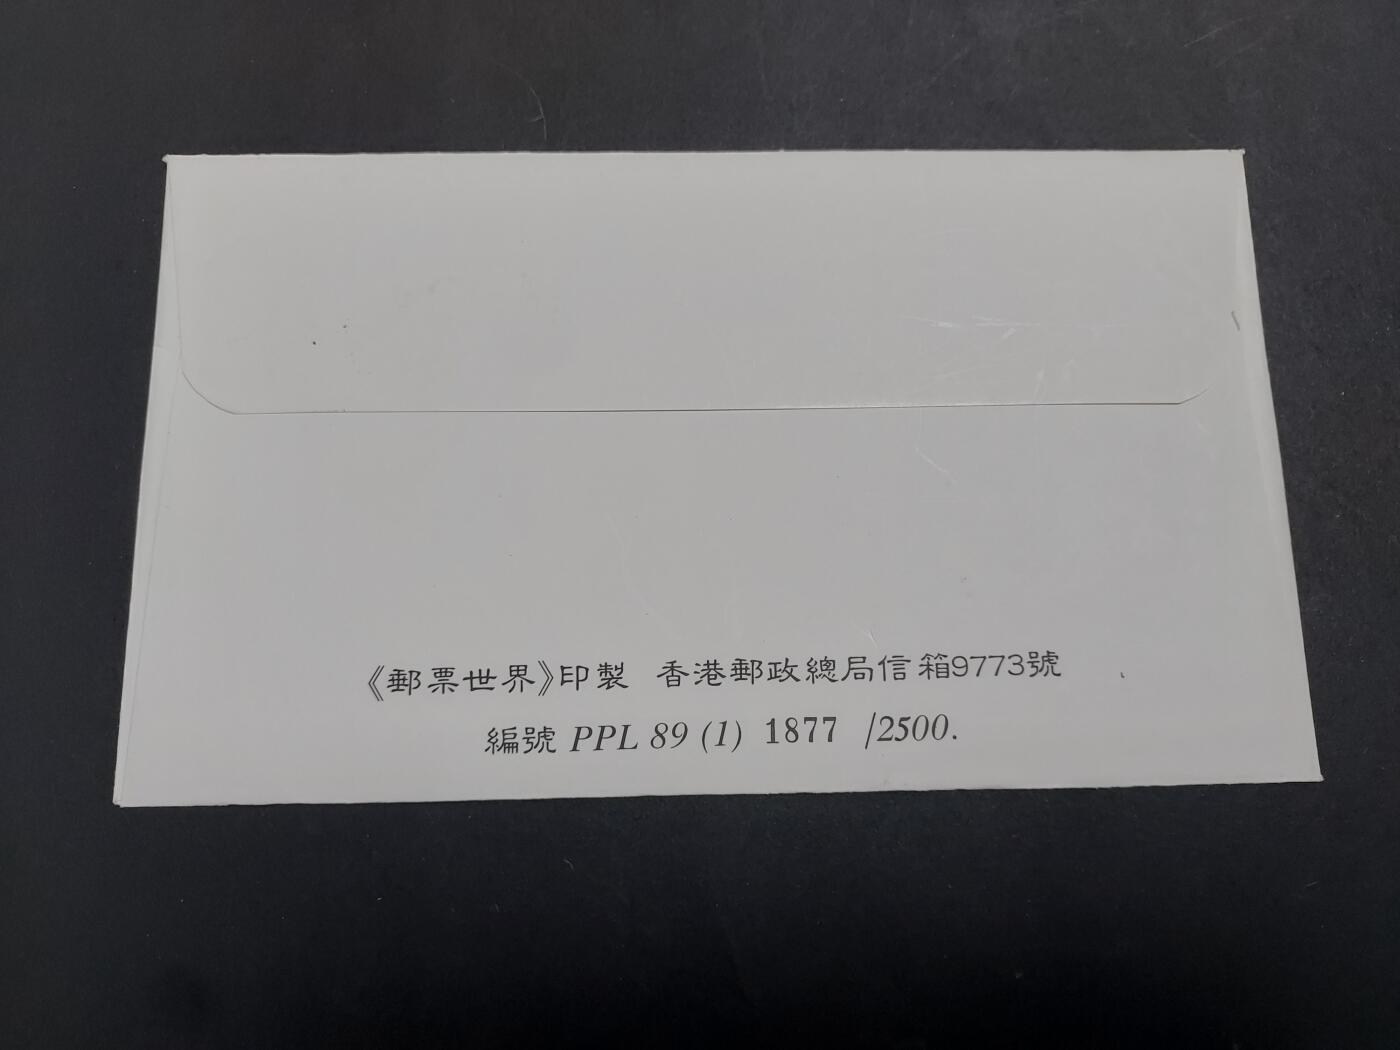 《郵票世界》印製 香港郵政總局信箱9773號
編號 PPL 89 (1) 1877 /2500.